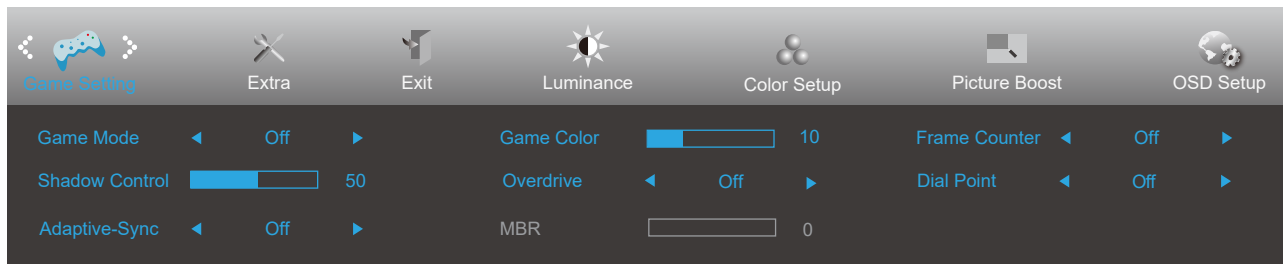 Game Setting Extra Exit Luminance Color Setup Picture Boost OSD Setup
Game Mode Off Game Color 10 Frame Counter Off
Shadow Control 50 Overdrive Off Dial Point Off
Adaptive-Sync Off MBR 0